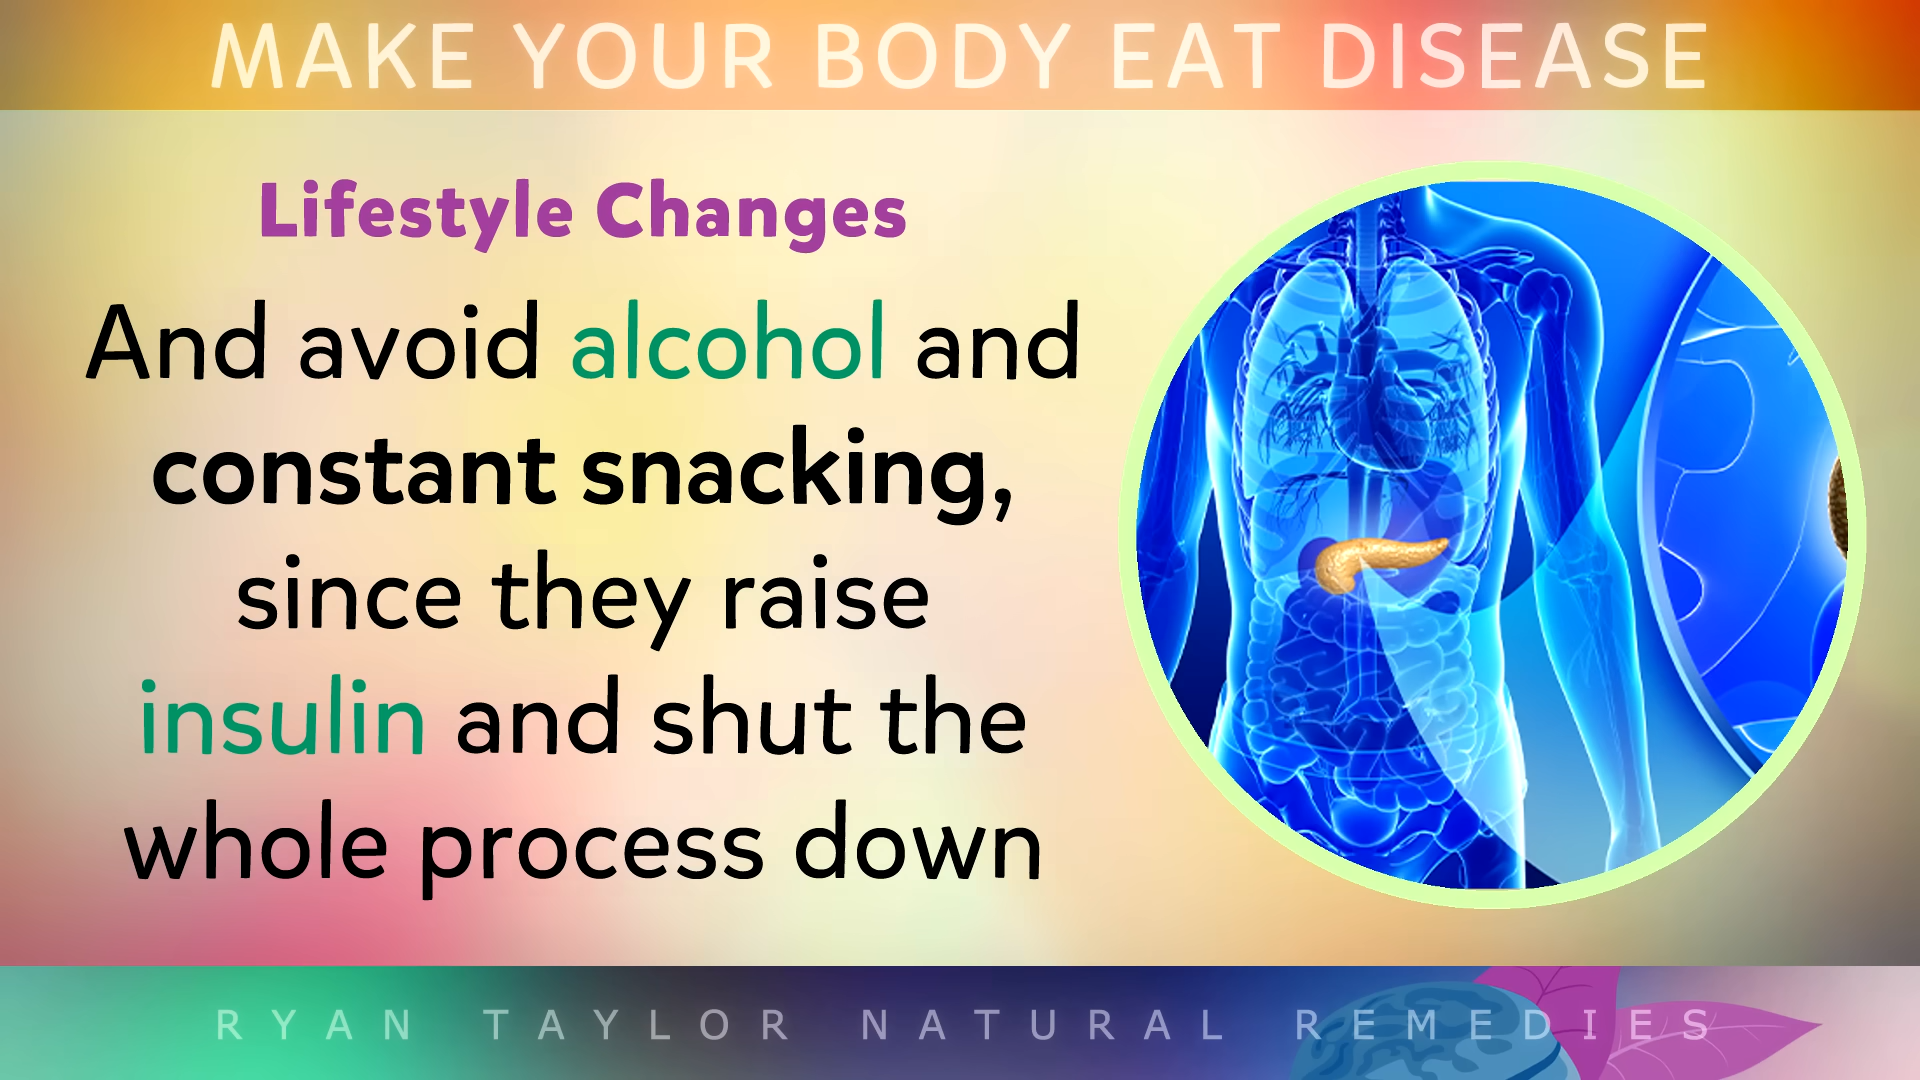 MAKE YOUR BODY EAT DISEASE
Lifestyle Changes
And avoid alcohol and
constant snacking,
since they raise
insulin and shut the
whole process down
RYAN TAYLOR NATURAL REMEDIES